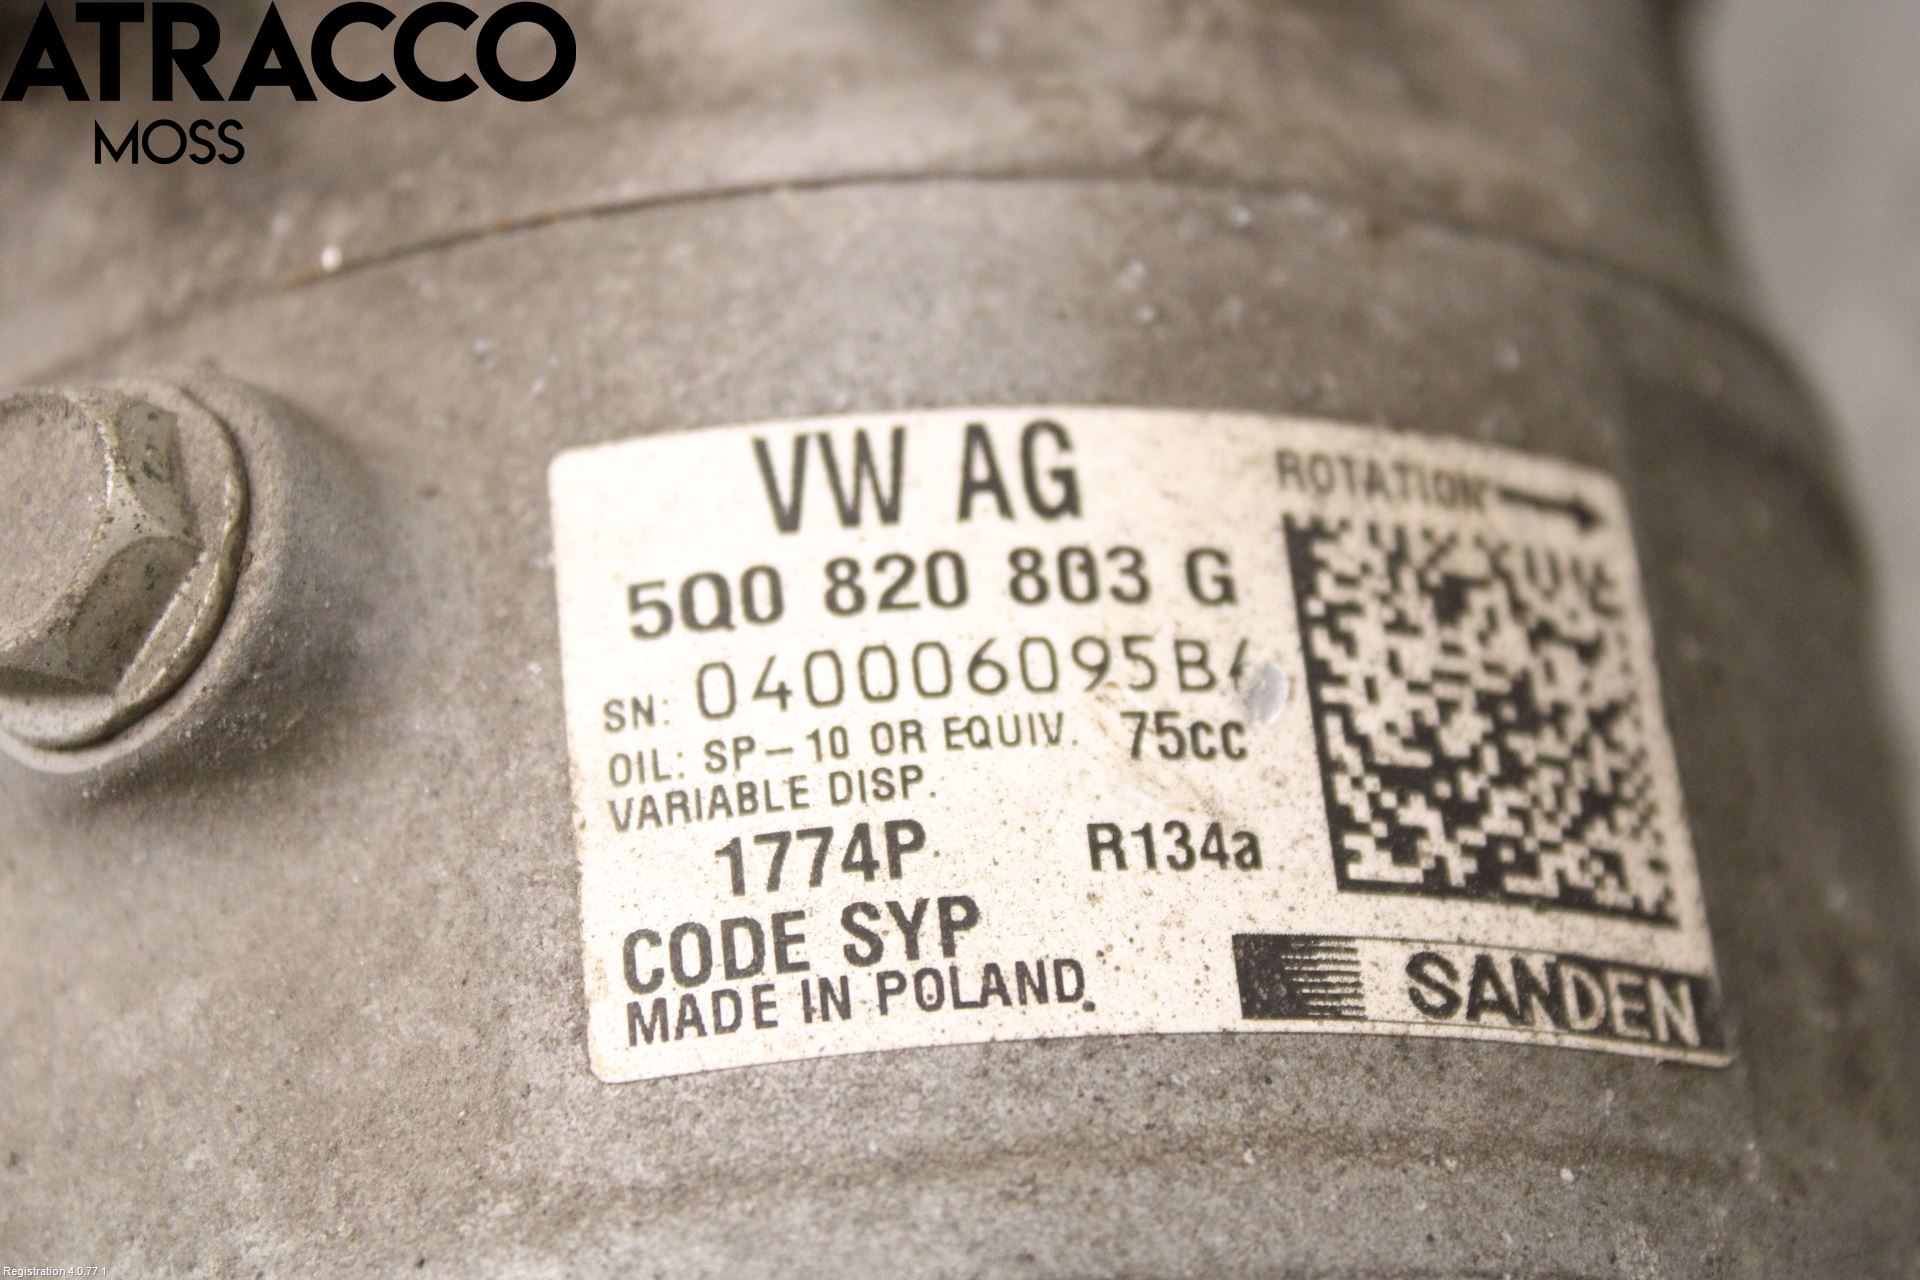 ATRACCO
MOSS
VW AG
ROTATION
5Q0 820 803 G
SN: 040006095B
OIL: SP-10 OR EQUIV. 75cc
VARIABLE DISP.
1774P R134a
CODE SYP
MADE IN POLAND.
SANDEN
Registration 4.0.77.1